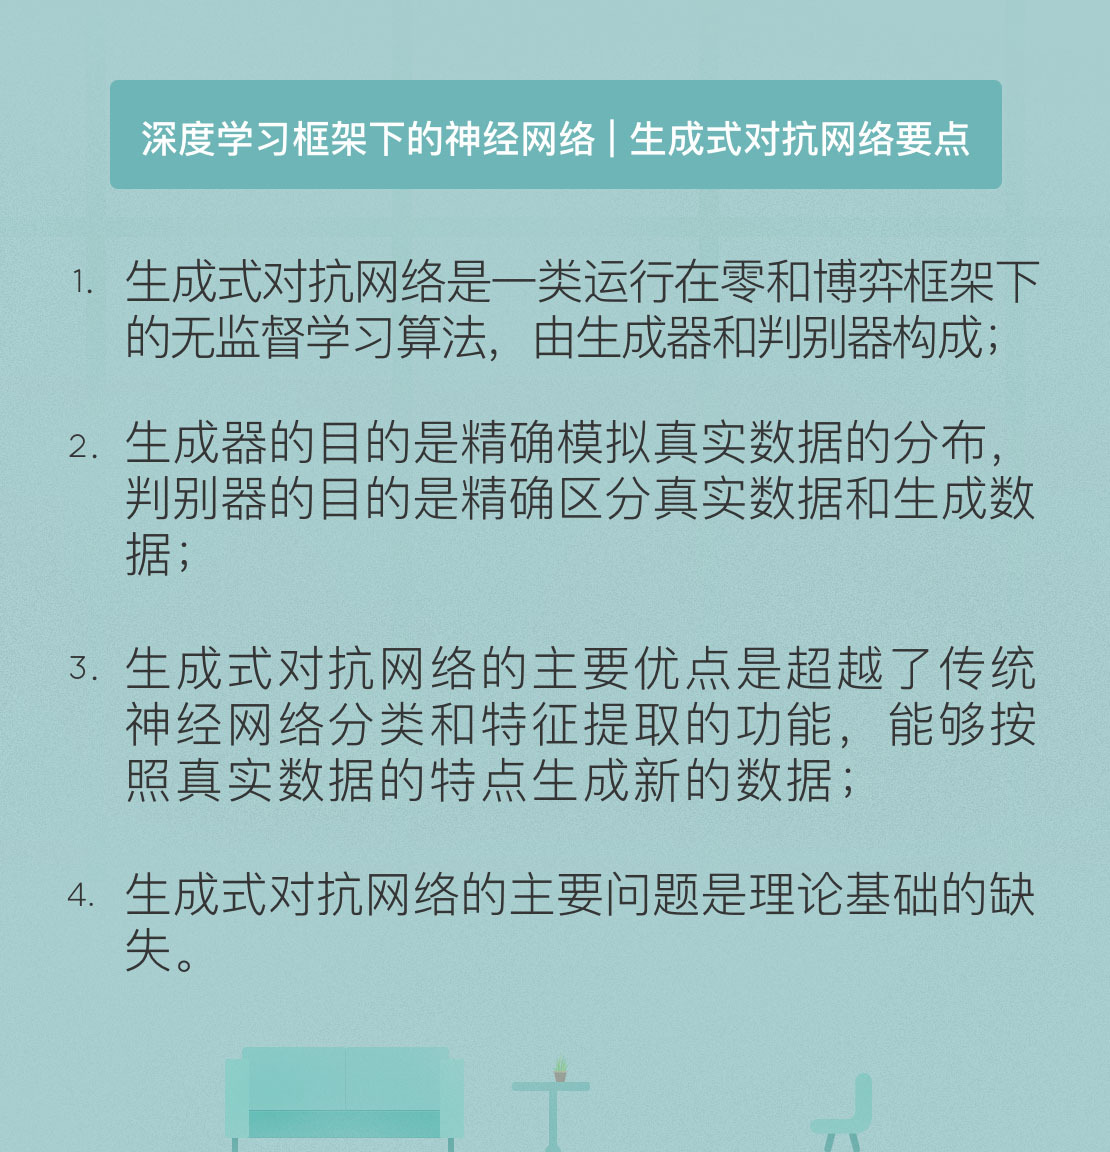 深度学习框架下的神经网络 | 生成式对抗网络要点
1. 生成式对抗网络是一类运行在零和博弈框架下
的无监督学习算法，由生成器和判别器构成；
2. 生成器的目的是精确模拟真实数据的分布，
判别器的目的是精确区分真实数据和生成数
据；
3. 生成式对抗网络的主要优点是超越了传统
神经网络分类和特征提取的功能，能够按
照真实数据的特点生成新的数据；
4. 生成式对抗网络的主要问题是理论基础的缺
失。